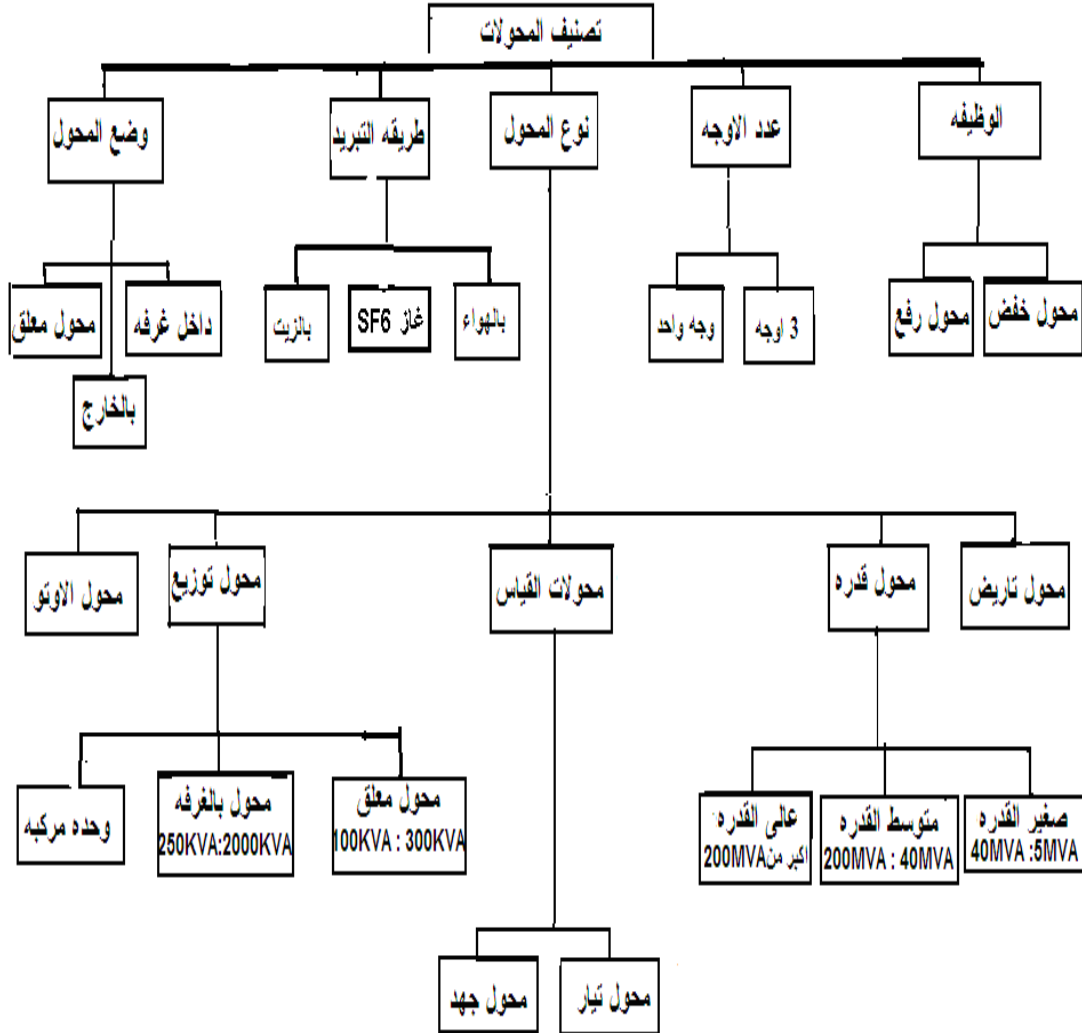 تصنيف المحولات
الوظيفه
عدد الاوجه
نوع المحول
طريقه التبريد
وضع المحول
محول خفض
محول رفع
3 اوجه
وجه واحد
بالهواء
غاز SF6
بالزيت
داخل غرفه
محول معلق
بالخارج
محول تاريض
محول قدره
محولات القياس
محول توزيع
محول الاوتو
صغير القدره
40MVA :5MVA
متوسط القدره
200MVA : 40MVA
عالى القدره
اكبر من200MVA
محول معلق
100KVA : 300KVA
محول بالغرفه
250KVA:2000KVA
وحده مركبه
محول تيار
محول جهد